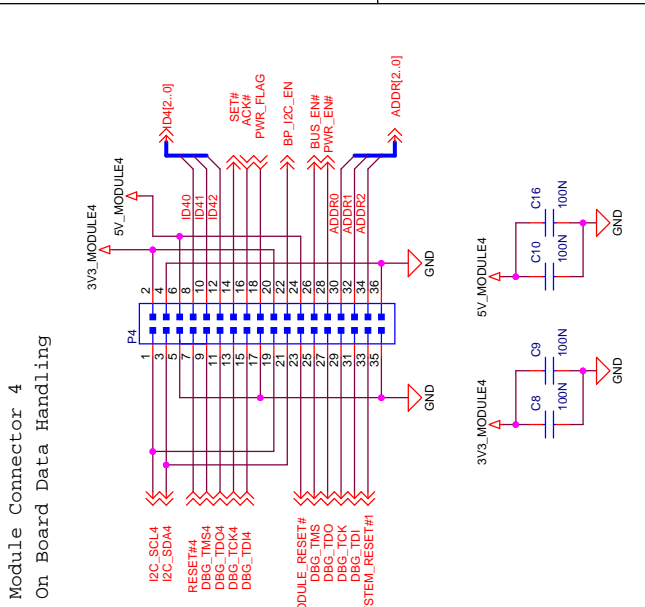 Module Connector 4
On Board Data Handling
3V3_MODULE4
5V_MODULE4
ID4[2..0]
SET#
ACK#
PWR_FLAG
BP_I2C_EN
BUS_EN#
PWR_EN#
ADDR[2..0]
ID40
ID41
ID42
ADDR0
ADDR1
ADDR2
2
4
6
8
10
12
14
16
18
20
22
24
26
28
30
32
34
36
GND
P4
1
3
5
7
9
11
13
15
17
19
21
23
25
27
29
31
33
35
GND
I2C_SCL4
I2C_SDA4
RESET#4
DBG_TMS4
DBG_TDO4
DBG_TCK4
DBG_TDI4
ODULE_RESET#
DBG_TMS
DBG_TDO
DBG_TCK
DBG_TDI
STEM_RESET#1
5V_MODULE4
C10
100N
C16
100N
GND
3V3_MODULE4
C8
100N
C9
100N
GND